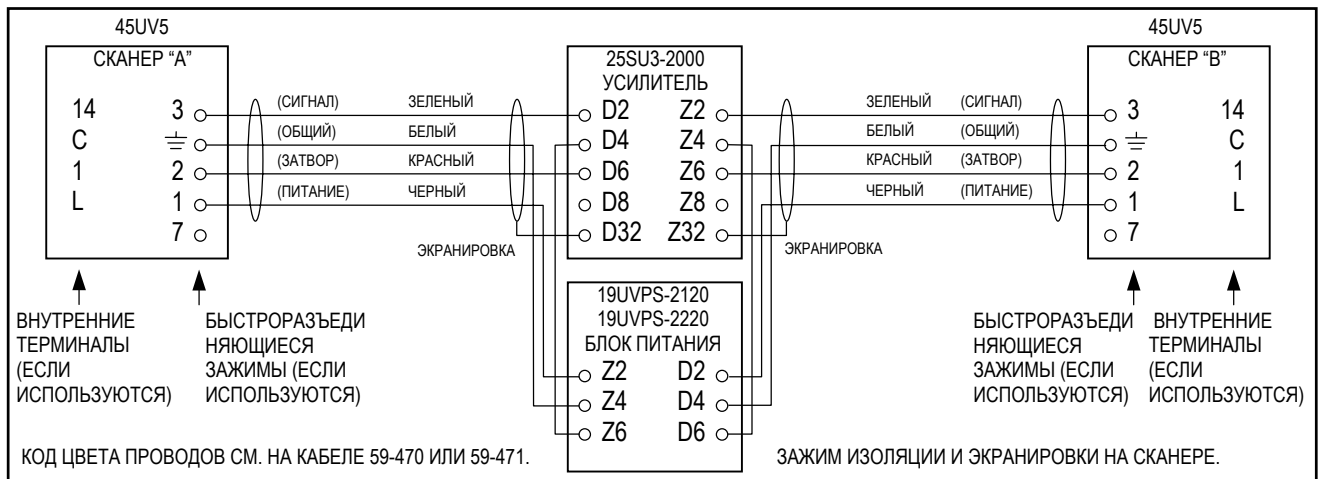 45UV5
СКАНЕР “А”
14
C
1
L
3
2
1
7
(СИГНАЛ) ЗЕЛЕНЫЙ
(ОБЩИЙ) БЕЛЫЙ
(ЗАТВОР) КРАСНЫЙ
(ПИТАНИЕ) ЧЕРНЫЙ
ЭКРАНИРОВКА
ВНУТРЕННИЕ
ТЕРМИНАЛЫ
(ЕСЛИ
ИСПОЛЬЗУЮТСЯ)
БЫСТРОРАЗЪЕДИ
НЯЮЩИЕСЯ
ЗАЖИМЫ (ЕСЛИ
ИСПОЛЬЗУЮТСЯ)
25SU3-2000
УСИЛИТЕЛЬ
D2 Z2
D4 Z4
D6 Z6
D8 Z8
D32 Z32
19UVPS-2120
19UVPS-2220
БЛОК ПИТАНИЯ
Z2 D2
Z4 D4
Z6 D6
45UV5
СКАНЕР “В”
ЗЕЛЕНЫЙ (СИГНАЛ)
БЕЛЫЙ (ОБЩИЙ)
КРАСНЫЙ (ЗАТВОР)
ЧЕРНЫЙ (ПИТАНИЕ)
ЭКРАНИРОВКА
3
2
1
7
14
C
1
L
БЫСТРОРАЗЪЕДИ
НЯЮЩИЕСЯ
ЗАЖИМЫ (ЕСЛИ
ИСПОЛЬЗУЮТСЯ)
ВНУТРЕННИЕ
ТЕРМИНАЛЫ
(ЕСЛИ
ИСПОЛЬЗУЮТСЯ)
КОД ЦВЕТА ПРОВОДОВ СМ. НА КАБЕЛЕ 59-470 ИЛИ 59-471.
ЗАЖИМ ИЗОЛЯЦИИ И ЭКРАНИРОВКИ НА СКАНЕРЕ.